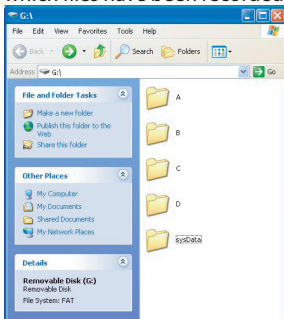 which files have been recorded
G:\
File Edit View Favorites Tools Help
Back Search Folders
Address G:\ Go
File and Folder Tasks
Make a new folder
Publish this folder to the
Web
Share this folder
Other Places
My Computer
My Documents
Shared Documents
My Network Places
Details
Removable Disk (G:)
Removable Disk
File System: FAT
A
B
C
D
sysData